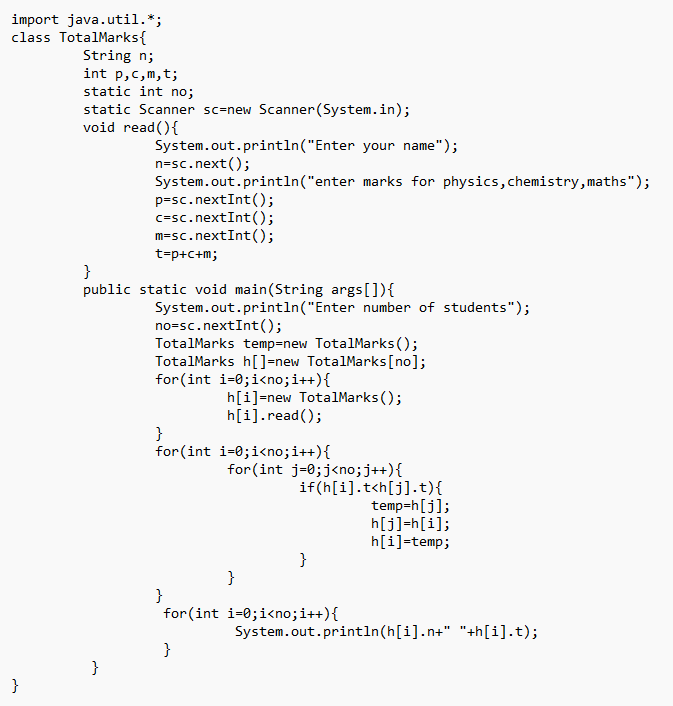 import java.util.*;
class TotalMarks{
String n;
int p,c,m,t;
static int no;
static Scanner sc=new Scanner(System.in);
void read(){
System.out.println("Enter your name");
n=sc.next();
System.out.println("enter marks for physics,chemistry,maths");
p=sc.nextInt();
c=sc.nextInt();
m=sc.nextInt();
t=p+c+m;
}
public static void main(String args[]){
System.out.println("Enter number of students");
no=sc.nextInt();
TotalMarks temp=new TotalMarks();
TotalMarks h[]=new TotalMarks[no];
for(int i=0;i<no;i++){
h[i]=new TotalMarks();
h[i].read();
}
for(int i=0;i<no;i++){
for(int j=0;j<no;j++){
if(h[i].t<h[j].t){
temp=h[j];
h[j]=h[i];
h[i]=temp;
}
}
}
for(int i=0;i<no;i++){
System.out.println(h[i].n+" "+h[i].t);
}
}
}